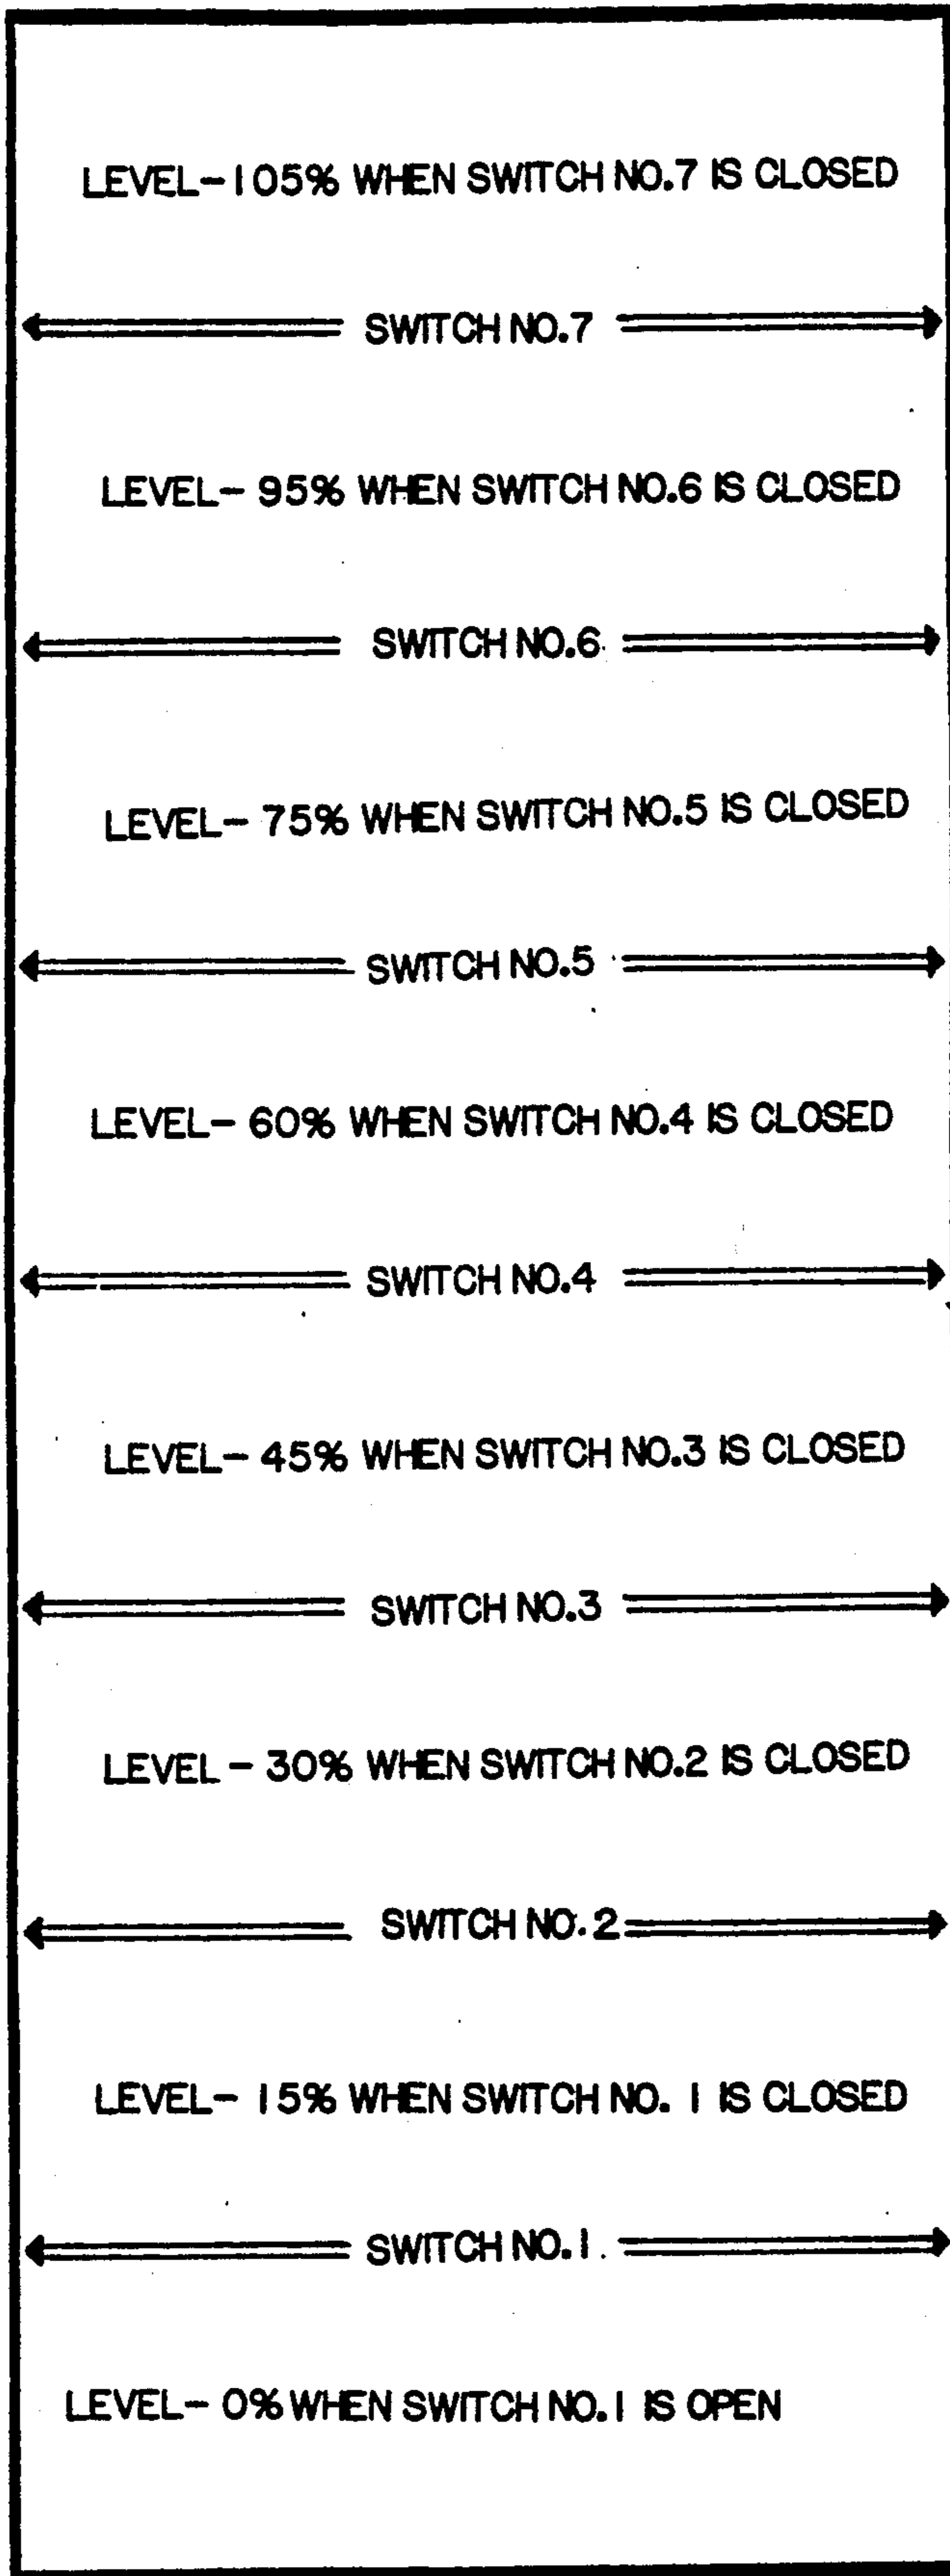 LEVEL-105% WHEN SWITCH NO.7 IS CLOSED
SWITCH NO.7
LEVEL- 95% WHEN SWITCH NO.6 IS CLOSED
SWITCH NO.6
LEVEL- 75% WHEN SWITCH NO.5 IS CLOSED
SWITCH NO.5
LEVEL- 60% WHEN SWITCH NO.4 IS CLOSED
SWITCH NO.4
LEVEL- 45% WHEN SWITCH NO.3 IS CLOSED
SWITCH NO.3
LEVEL - 30% WHEN SWITCH NO.2 IS CLOSED
SWITCH NO.2
LEVEL- 15% WHEN SWITCH NO. 1 IS CLOSED
SWITCH NO.1
LEVEL- 0% WHEN SWITCH NO.1 IS OPEN